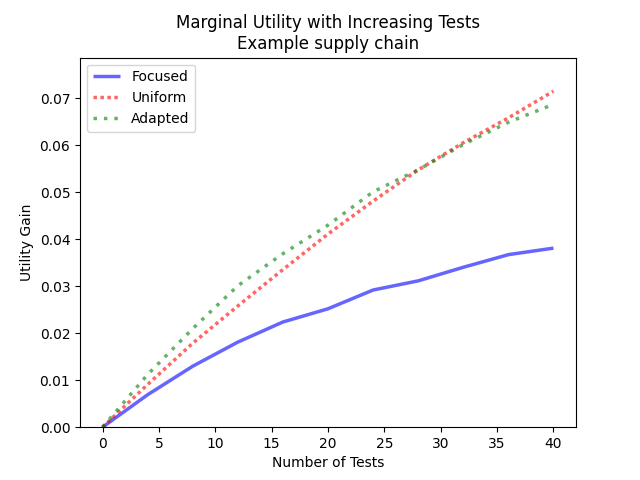 Marginal Utility with Increasing Tests
Example supply chain
Focused
Uniform
Adapted
Utility Gain
0.07
0.06
0.05
0.04
0.03
0.02
0.01
0.00
0 5 10 15 20 25 30 35 40
Number of Tests